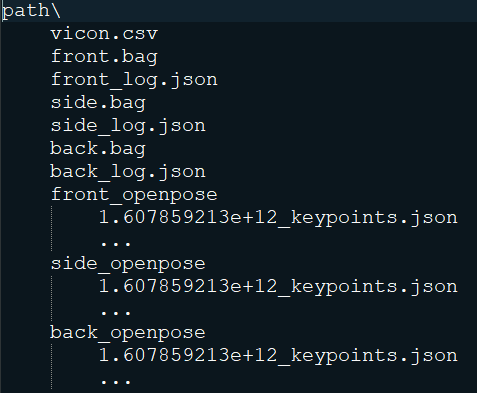 path\
vicon.csv
front.bag
front_log.json
side.bag
side_log.json
back.bag
back_log.json
front_openpose
1.607859213e+12_keypoints.json
...
side_openpose
1.607859213e+12_keypoints.json
...
back_openpose
1.607859213e+12_keypoints.json
...